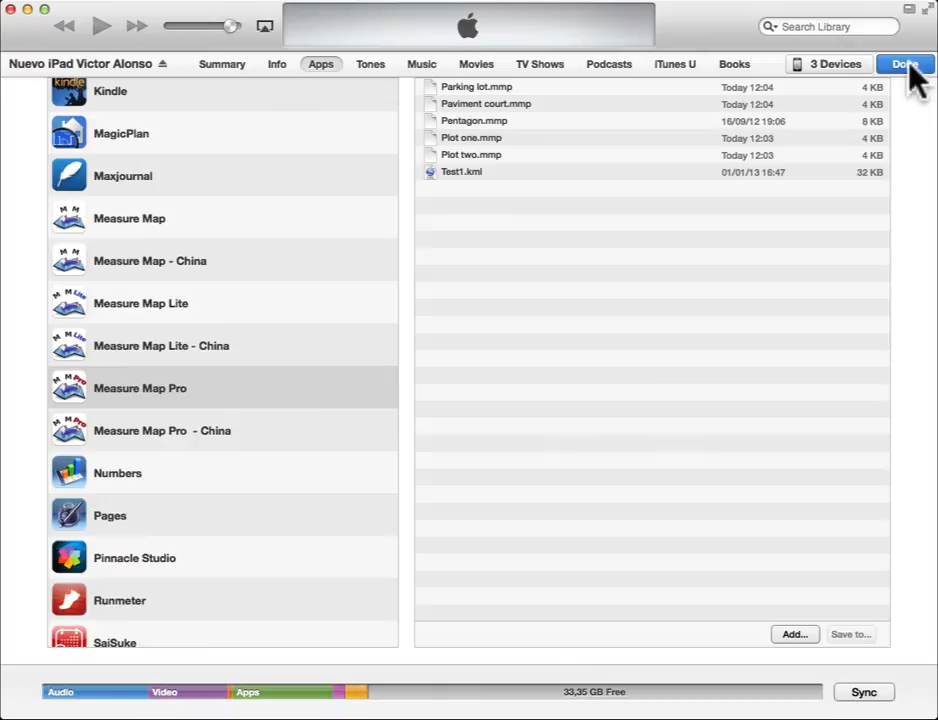 Search Library
Nuevo iPad Victor Alonso
Summary
Info
Apps
Tones
Music
Movies
TV Shows
Podcasts
iTunes U
Books
3 Devices
Kindle
MagicPlan
Maxjournal
Measure Map
Measure Map - China
Measure Map Lite
Measure Map Lite - China
Measure Map Pro
Measure Map Pro - China
Numbers
Pages
Pinnacle Studio
Runmeter
SaiSuke
Parking lot.mmp Today 12:04 4 KB
Paviment court.mmp Today 12:04 4 KB
Pentagon.mmp 16/09/12 19:06 8 KB
Plot one.mmp Today 12:03 4 KB
Plot two.mmp Today 12:03 4 KB
Test1.kml 01/01/13 16:47 32 KB
Add...
Save to...
Audio
Video
Apps
33,35 GB Free
Sync